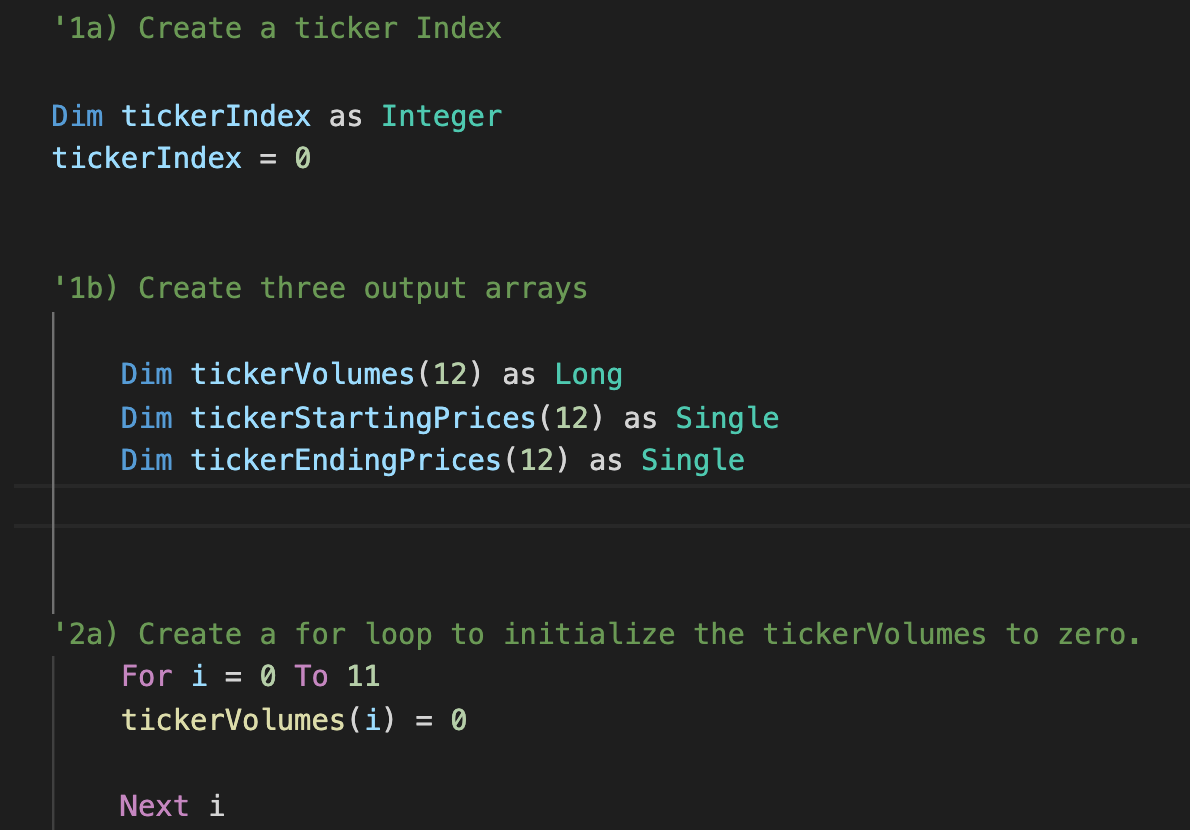 '1a) Create a ticker Index
Dim tickerIndex as Integer
tickerIndex = 0
'1b) Create three output arrays
Dim tickerVolumes(12) as Long
Dim tickerStartingPrices(12) as Single
Dim tickerEndingPrices(12) as Single
'2a) Create a for loop to initialize the tickerVolumes to zero.
For i = 0 To 11
tickerVolumes(i) = 0
Next i